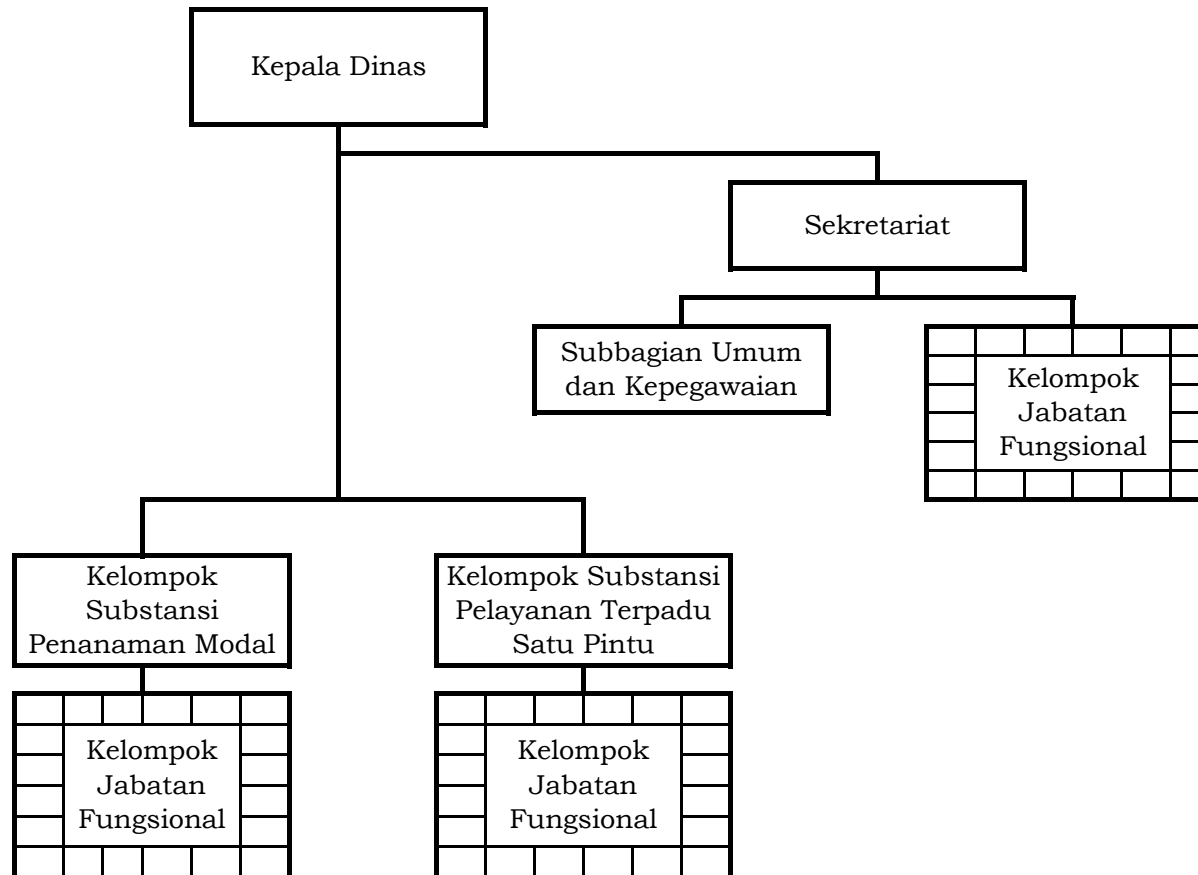 Kepala Dinas
Sekretariat
Subbagian Umum
dan Kepegawaian
Kelompok
Jabatan
Fungsional
Kelompok
Substansi
Penanaman Modal
Kelompok Substansi
Pelayanan Terpadu
Satu Pintu
Kelompok
Jabatan
Fungsional
Kelompok
Jabatan
Fungsional